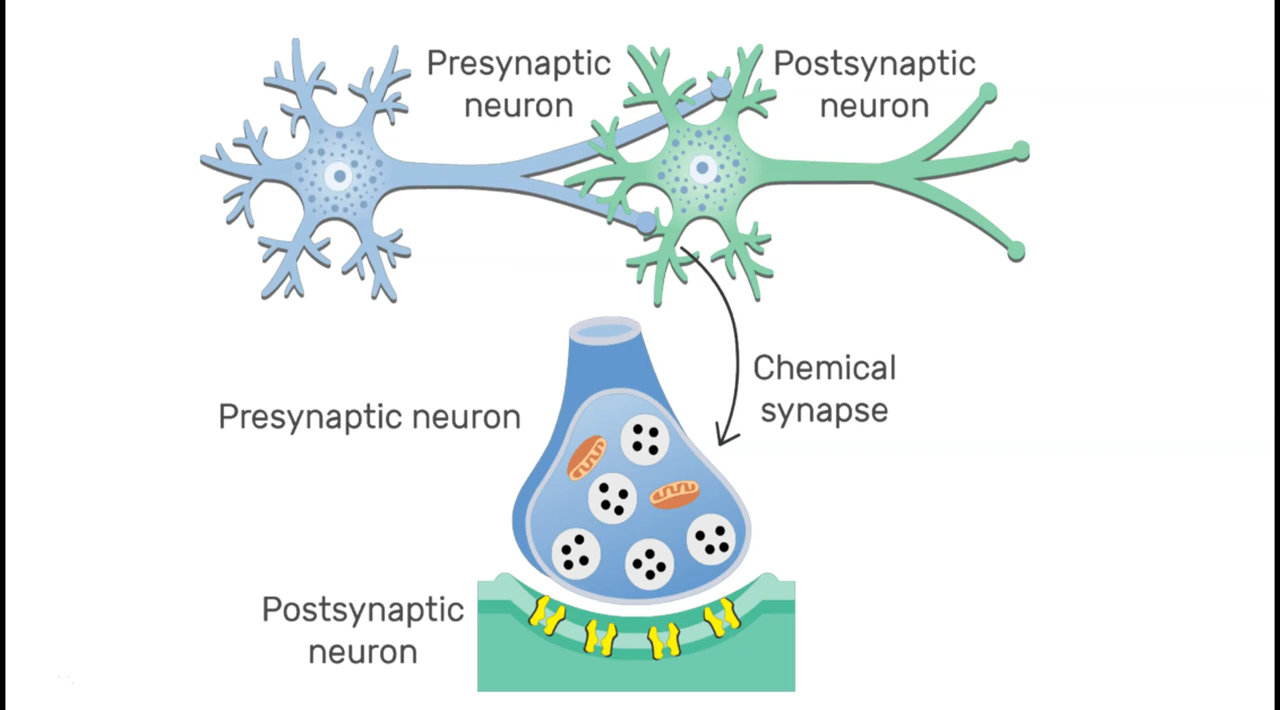 Presynaptic
neuron
Postsynaptic
neuron
Chemical
synapse
Presynaptic neuron
Postsynaptic
neuron